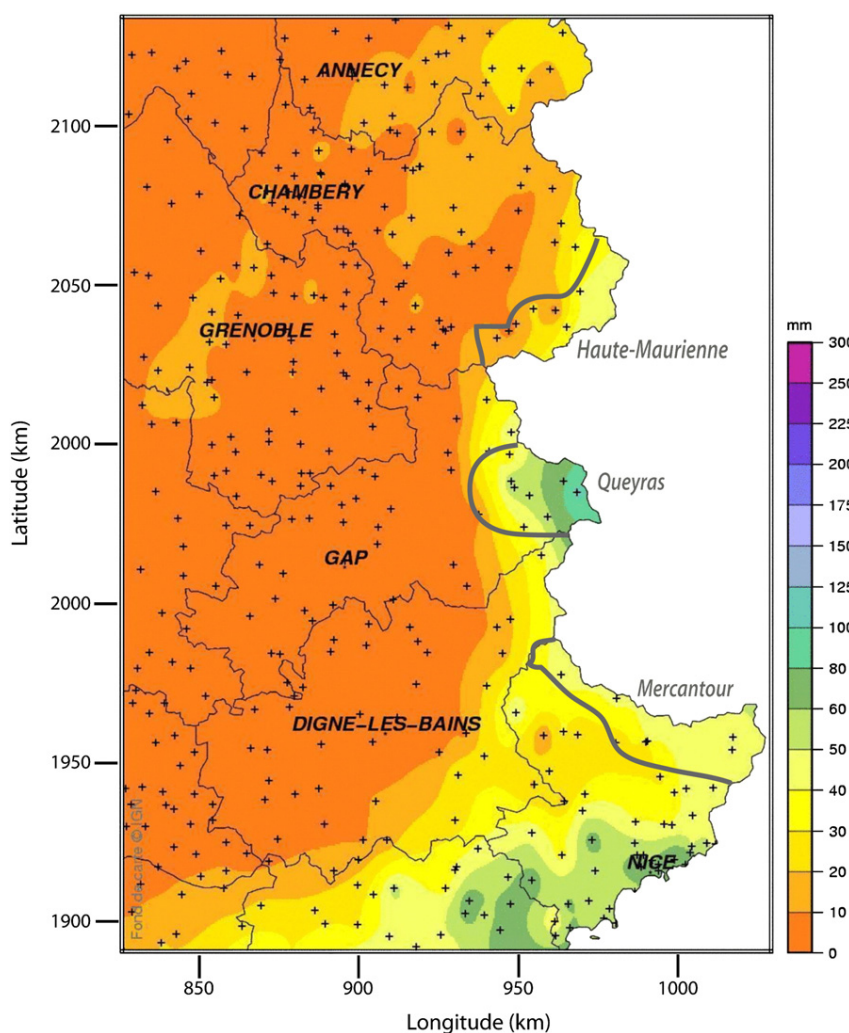 ANNECY
2100
CHAMBERY
2050
GRENOBLE
mm
300
250
225
200
175
150
125
100
80
60
50
40
30
20
10
0
Haute-Maurienne
Latitude (km)
2000
Queyras
GAP
2000
Mercantour
DIGNE-LES-BAINS
1950
Fond de carte © IGN
NICE
1900
850
900
950
1000
Longitude (km)